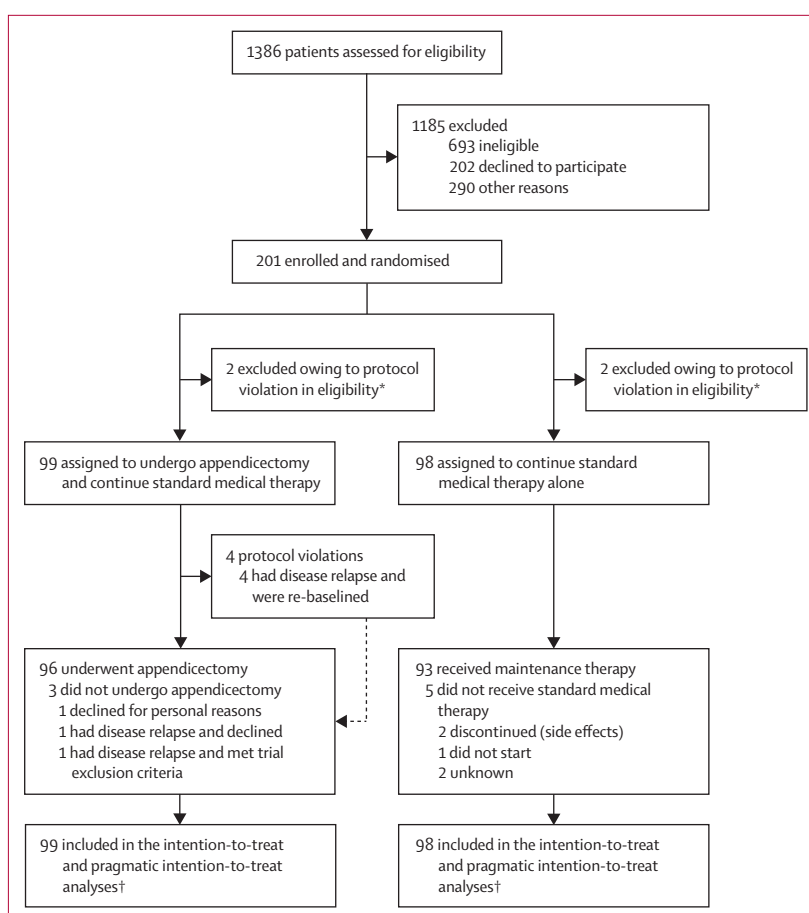 1386 patients assessed for eligibility
1185 excluded
693 ineligible
202 declined to participate
290 other reasons
201 enrolled and randomised
2 excluded owing to protocol
violation in eligibility*
2 excluded owing to protocol
violation in eligibility*
99 assigned to undergo appendicectomy
and continue standard medical therapy
98 assigned to continue standard
medical therapy alone
4 protocol violations
4 had disease relapse and
were re-baselined
96 underwent appendicectomy
3 did not undergo appendicectomy
1 declined for personal reasons
1 had disease relapse and declined
1 had disease relapse and met trial
exclusion criteria
93 received maintenance therapy
5 did not receive standard medical
therapy
2 discontinued (side effects)
1 did not start
2 unknown
99 included in the intention-to-treat
and pragmatic intention-to-treat
analyses†
98 included in the intention-to-treat
and pragmatic intention-to-treat
analyses†